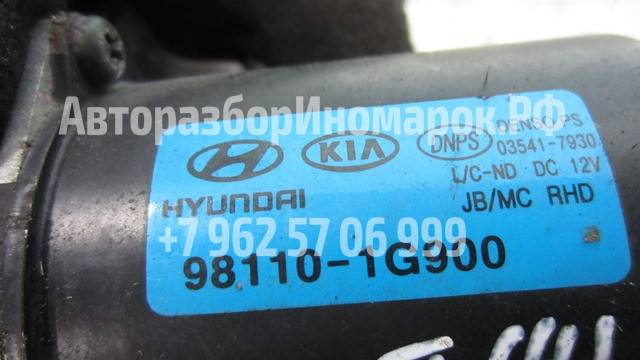 АвторазборИномарок.РФ
HYUNDAI
KIA
DNPS
DENSO PS
03541-7930
L/C-ND DC 12V
JB/MC RHD
+7 962 57 06 999
98110-1G900